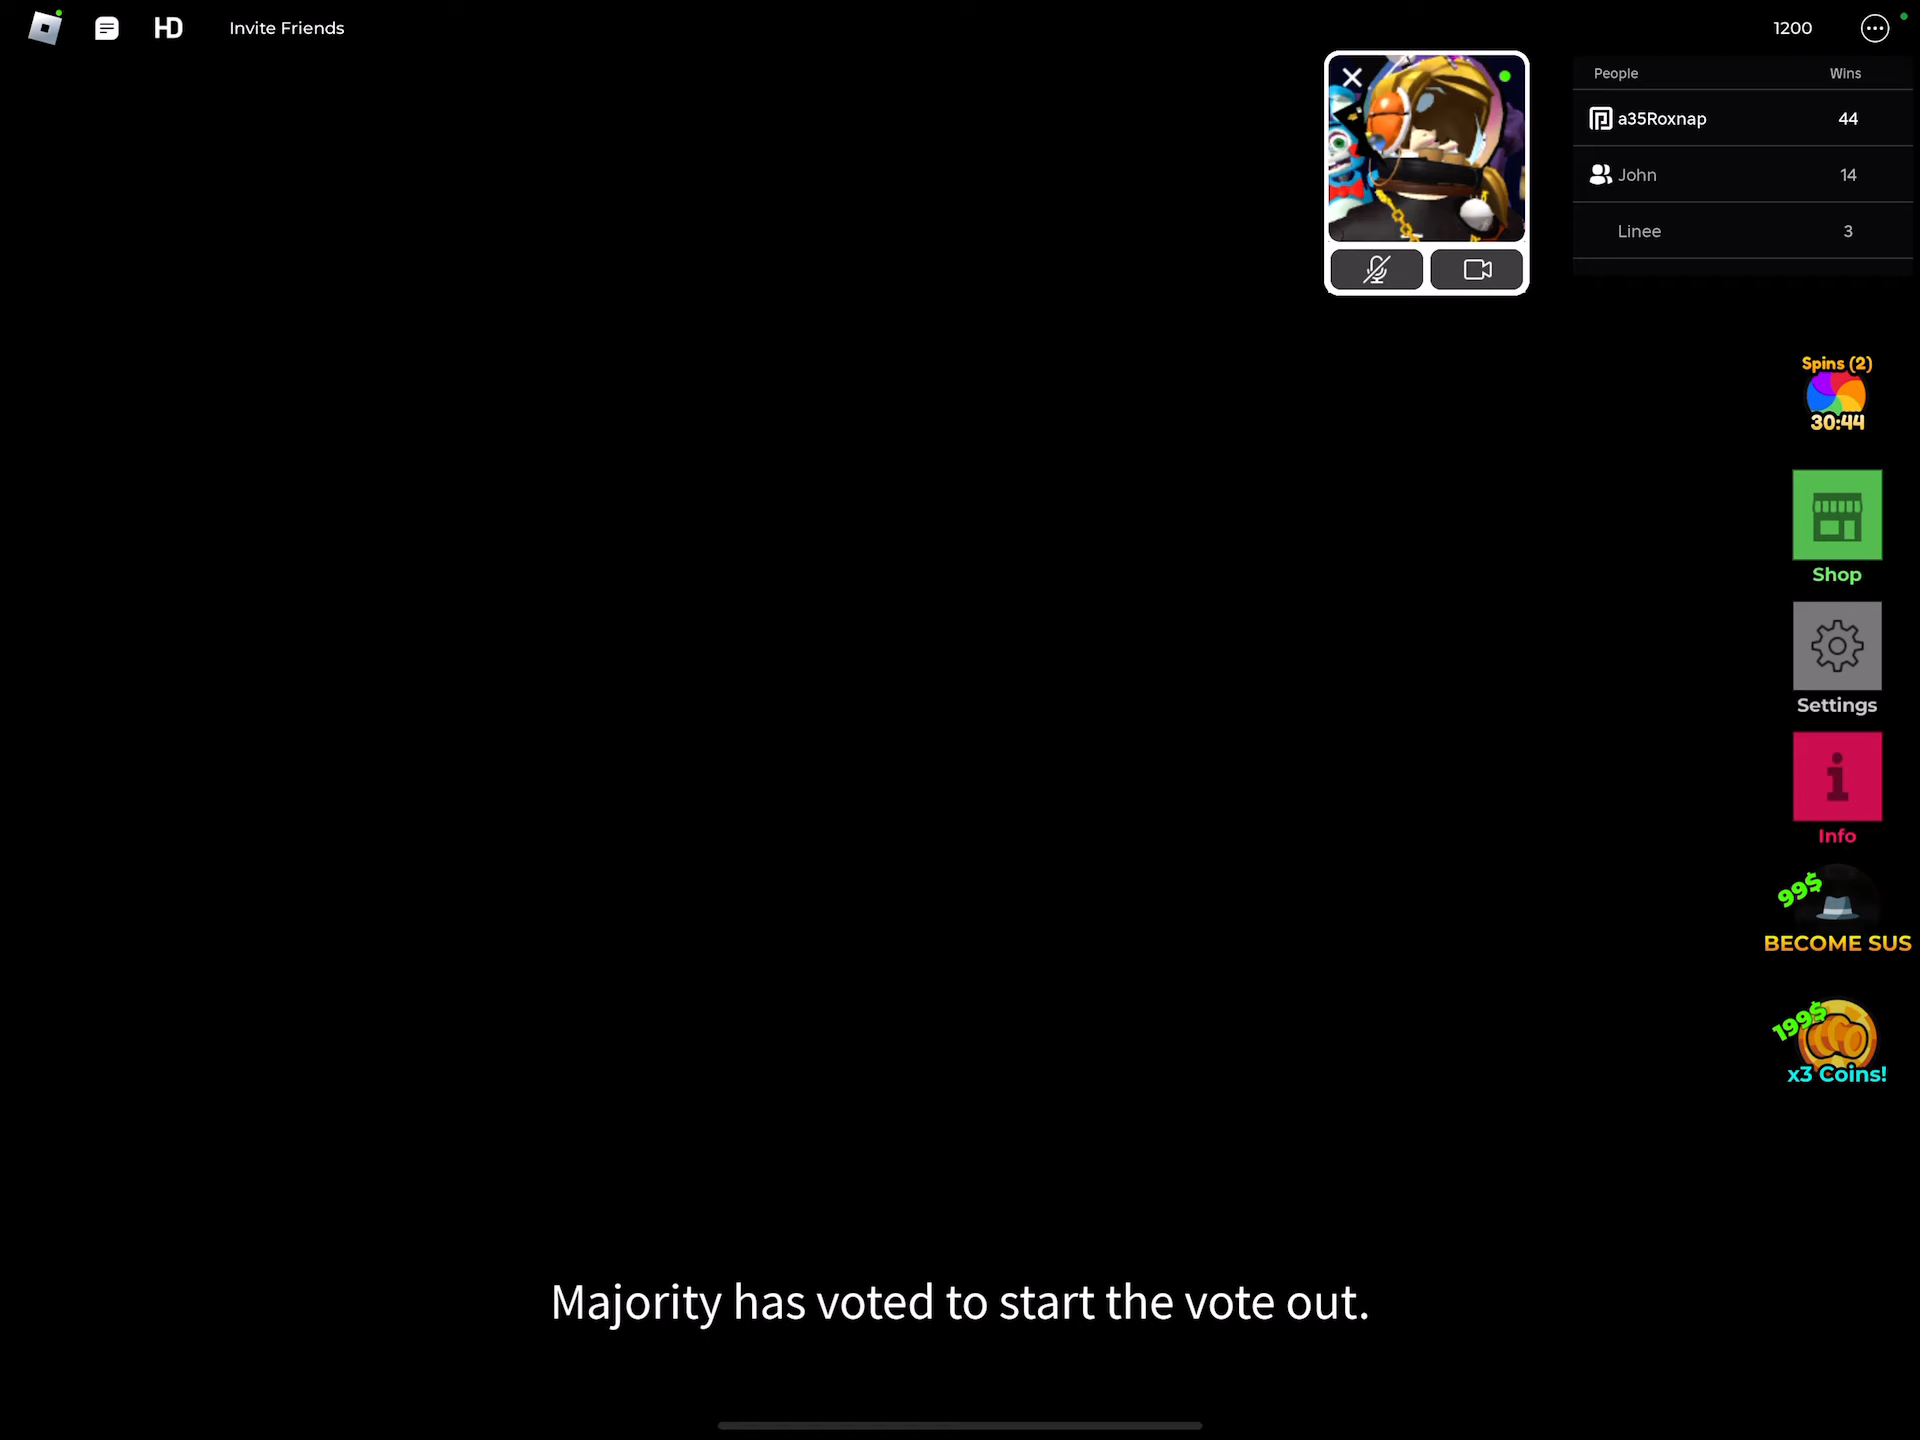 HD
Invite Friends
1200
People Wins
a35Roxnap 44
John 14
Linee 3
Spins (2)
30:44
Shop
Settings
Info
99$
BECOME SUS
199$
x3 Coins!
Majority has voted to start the vote out.